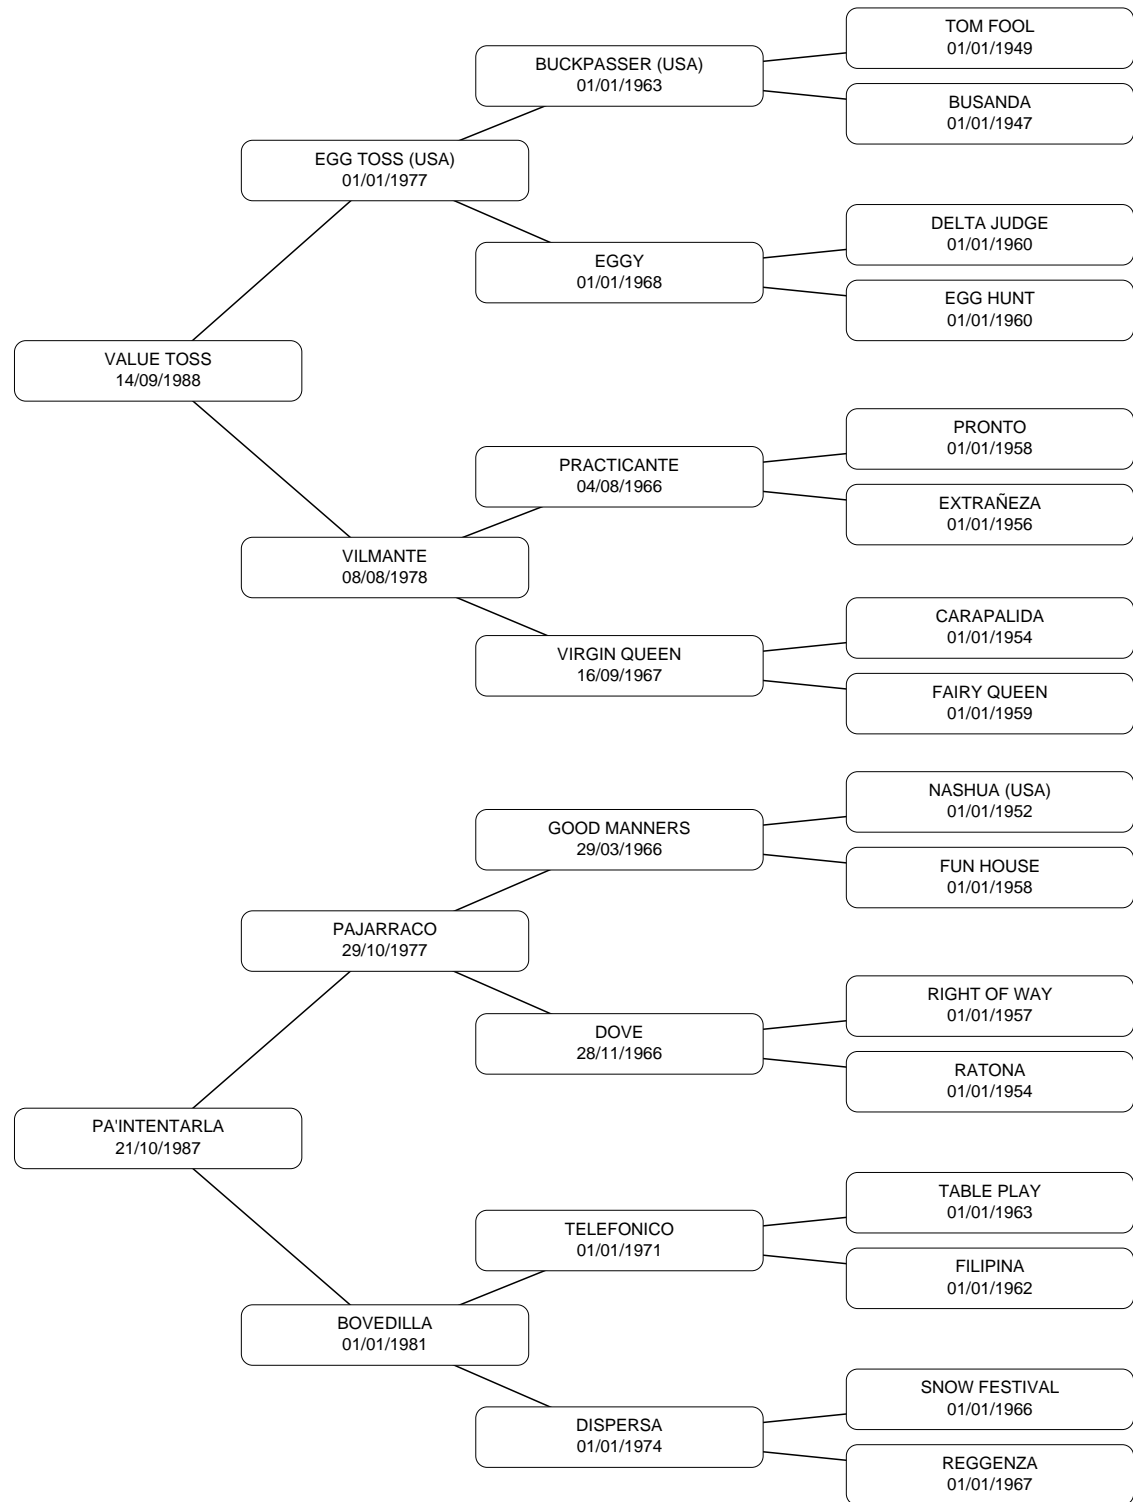 TOM FOOL
01/01/1949
BUCKPASSER (USA)
01/01/1963
BUSANDA
01/01/1947
EGG TOSS (USA)
01/01/1977
DELTA JUDGE
01/01/1960
EGGY
01/01/1968
EGG HUNT
01/01/1960
VALUE TOSS
14/09/1988
PRONTO
01/01/1958
PRACTICANTE
04/08/1966
EXTRAÑEZA
01/01/1956
VILMANTE
08/08/1978
CARAPALIDA
01/01/1954
VIRGIN QUEEN
16/09/1967
FAIRY QUEEN
01/01/1959
NASHUA (USA)
01/01/1952
GOOD MANNERS
29/03/1966
FUN HOUSE
01/01/1958
PAJARRACO
29/10/1977
RIGHT OF WAY
01/01/1957
DOVE
28/11/1966
RATONA
01/01/1954
PA'INTENTARLA
21/10/1987
TABLE PLAY
01/01/1963
TELEFONICO
01/01/1971
FILIPINA
01/01/1962
BOVEDILLA
01/01/1981
SNOW FESTIVAL
01/01/1966
DISPERSA
01/01/1974
REGGENZA
01/01/1967